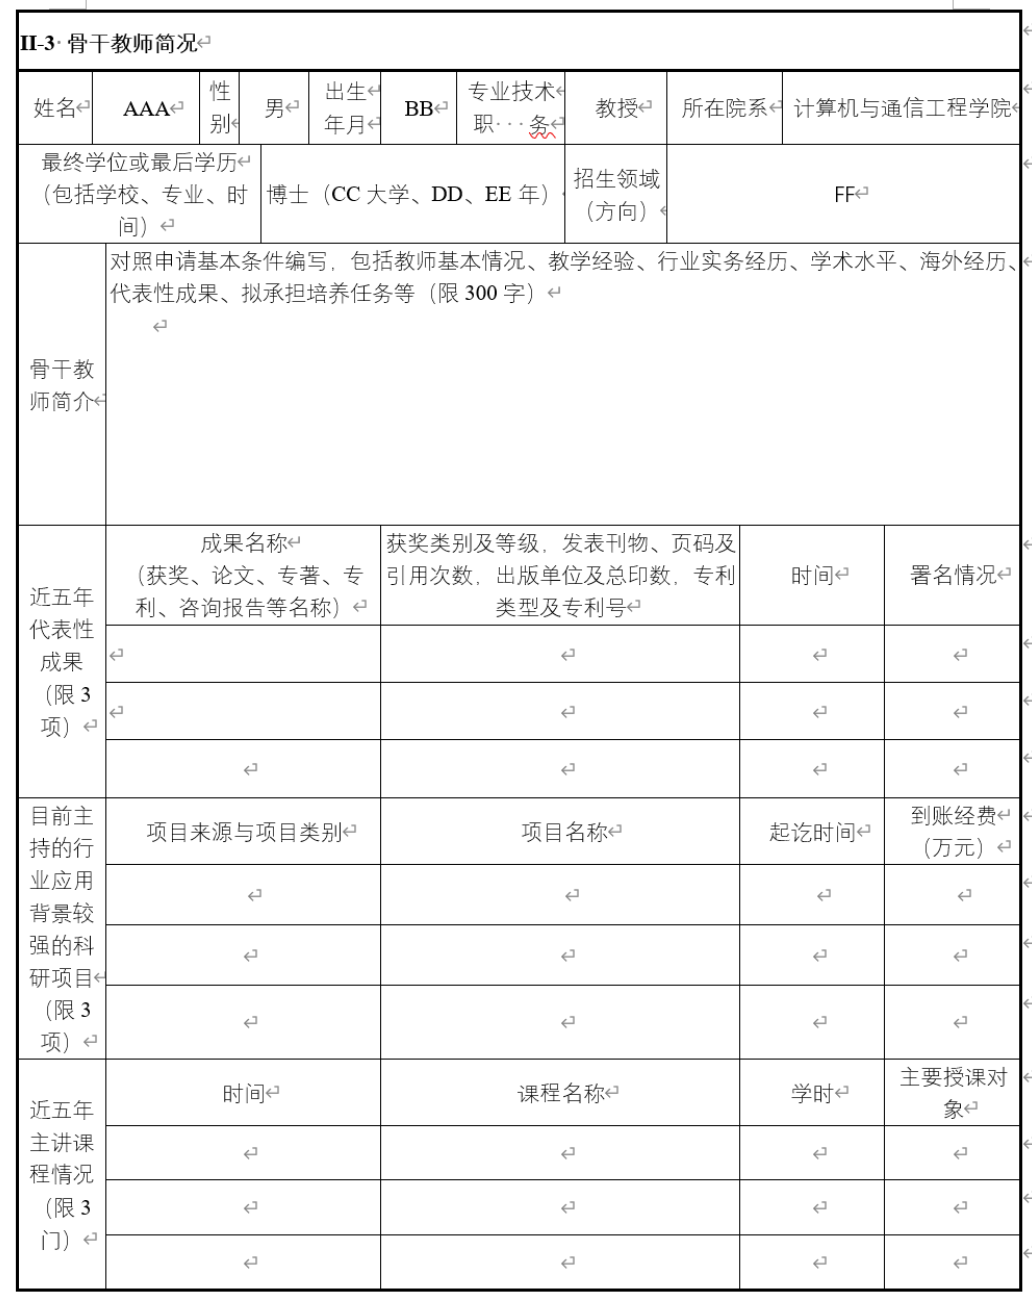 II-3 骨干教师简况
姓名 AAA 性别 男 出生年月 BB 专业技术职务 教授 所在院系 计算机与通信工程学院
最终学位或最后学历
（包括学校、专业、时间）
博士（CC 大学、DD、EE 年）
招生领域
（方向）
FF
骨干教师简介
对照申请基本条件编写，包括教师基本情况、教学经验、行业实务经历、学术水平、海外经历、
代表性成果、拟承担培养任务等（限 300 字）
近五年
代表性
成果
（限 3
项）
成果名称
（获奖、论文、专著、专
利、咨询报告等名称）
获奖类别及等级，发表刊物、页码及
引用次数，出版单位及总印数，专利
类型及专利号
时间
署名情况
目前主
持的行
业应用
背景较
强的科
研项目
（限 3
项）
项目来源与项目类别
项目名称
起讫时间
到账经费
（万元）
近五年
主讲课
程情况
（限 3
门）
时间
课程名称
学时
主要授课对
象